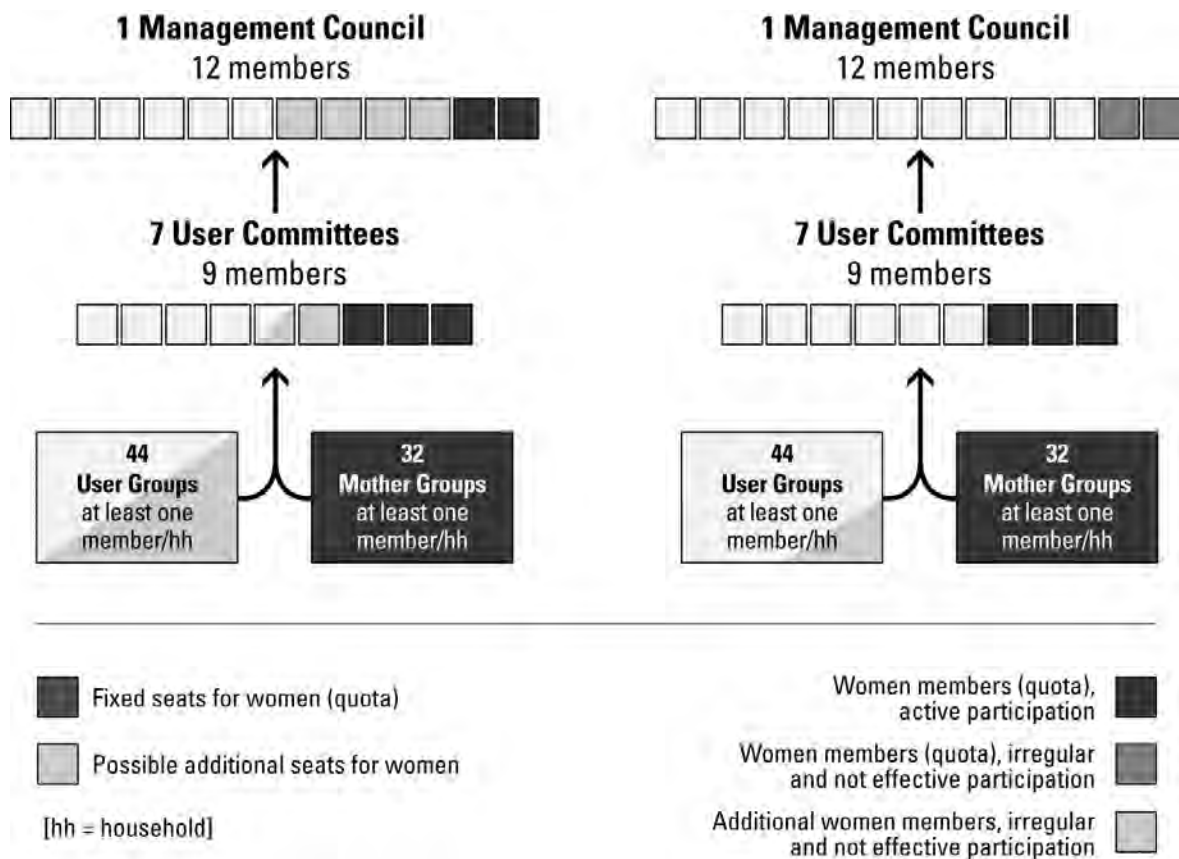 1 Management Council
12 members
7 User Committees
9 members
44
User Groups
at least one
member/hh
32
Mother Groups
at least one
member/hh
1 Management Council
12 members
7 User Committees
9 members
44
User Groups
at least one
member/hh
32
Mother Groups
at least one
member/hh
Fixed seats for women (quota)
Possible additional seats for women
[hh = household]
Women members (quota),
active participation
Women members (quota), irregular
and not effective participation
Additional women members, irregular
and not effective participation